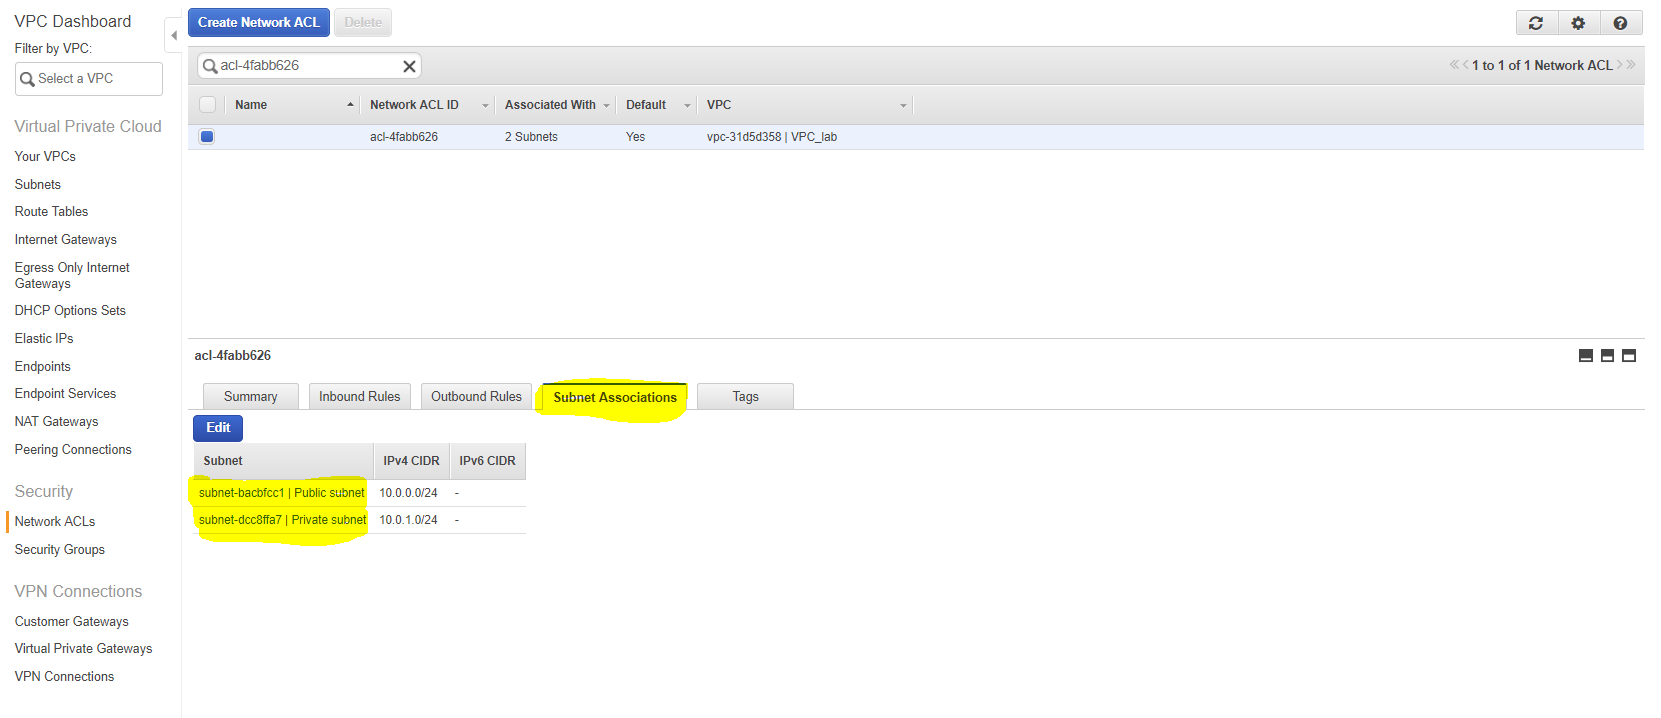 VPC Dashboard
Filter by VPC:
Select a VPC
Virtual Private Cloud
Your VPCs
Subnets
Route Tables
Internet Gateways
Egress Only Internet
Gateways
DHCP Options Sets
Elastic IPs
Endpoints
Endpoint Services
NAT Gateways
Peering Connections
Security
Network ACLs
Security Groups
VPN Connections
Customer Gateways
Virtual Private Gateways
VPN Connections
Create Network ACL Delete
acl-4fabb626 1 to 1 of 1 Network ACL
Name Network ACL ID Associated With Default VPC
acl-4fabb626 2 Subnets Yes vpc-31d5d358 | VPC_lab
acl-4fabb626
Summary Inbound Rules Outbound Rules Subnet Associations Tags
Edit
Subnet IPv4 CIDR IPv6 CIDR
subnet-bacbfcc1 | Public subnet 10.0.0.0/24 -
subnet-dcc8ffa7 | Private subnet 10.0.1.0/24 -